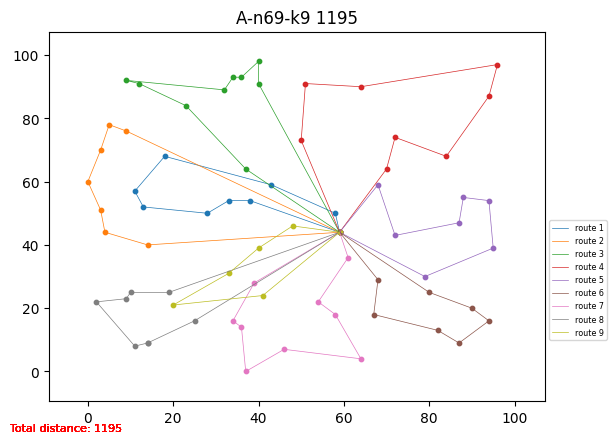 A-n69-k9 1195
100
80
60
40
20
0
0 20 40 60 80 100
route 1
route 2
route 3
route 4
route 5
route 6
route 7
route 8
route 9
Total distance: 1195